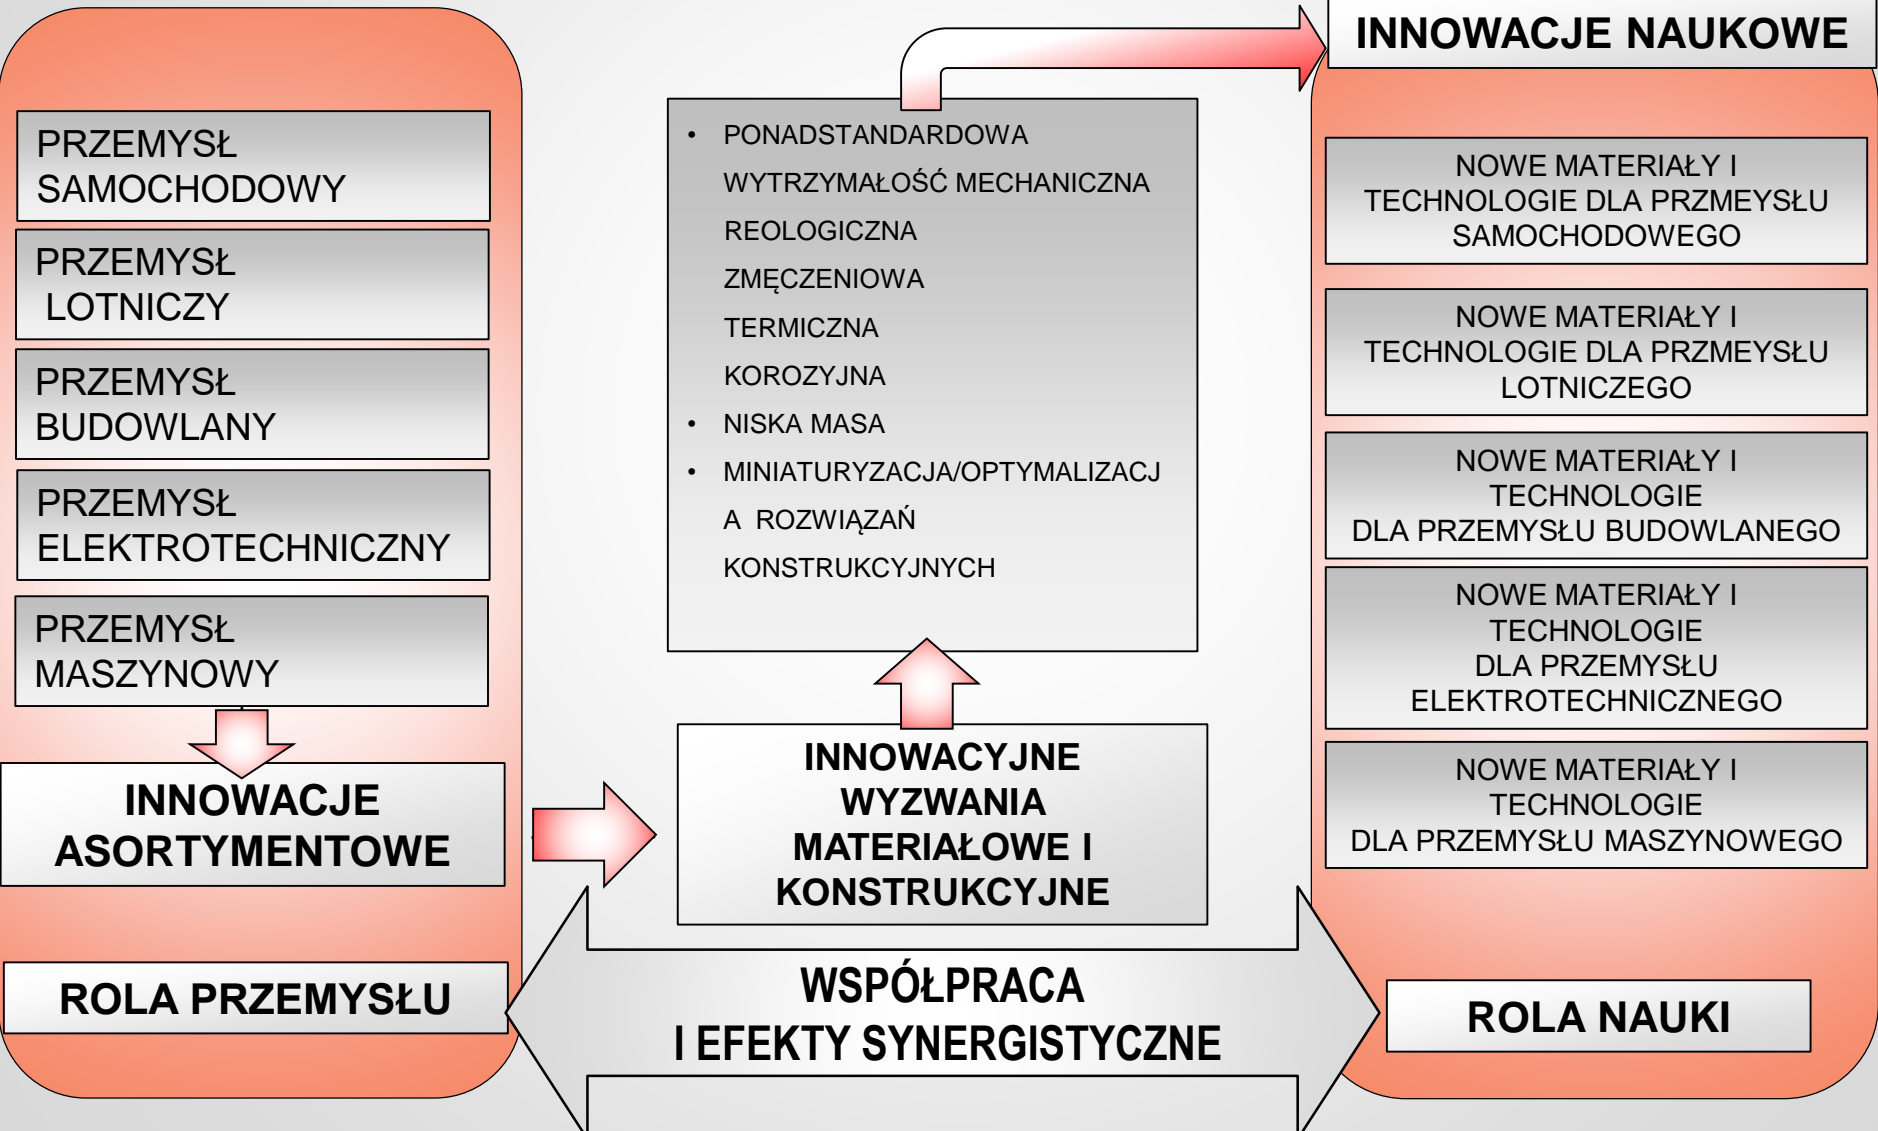 PRZEMYSŁ
SAMOCHODOWY
PRZEMYSŁ
LOTNICZY
PRZEMYSŁ
BUDOWLANY
PRZEMYSŁ
ELEKTROTECHNICZNY
PRZEMYSŁ
MASZYNOWY
INNOWACJE
ASORTYMENTOWE
ROLA PRZEMYSŁU
• PONADSTANDARDOWA
WYTRZYMAŁOŚĆ MECHANICZNA
REOLOGICZNA
ZMĘCZENIOWA
TERMICZNA
KOROZYJNA
• NISKA MASA
• MINIATURYZACJA/OPTYMALIZACJ
A ROZWIĄZAŃ
KONSTRUKCYJNYCH
INNOWACYJNE
WYZWANIA
MATERIAŁOWE I
KONSTRUKCYJNE
WSPÓŁPRACA
I EFEKTY SYNERGISTYCZNE
INNOWACJE NAUKOWE
NOWE MATERIAŁY I
TECHNOLOGIE DLA PRZMEYSŁU
SAMOCHODOWEGO
NOWE MATERIAŁY I
TECHNOLOGIE DLA PRZMEYSŁU
LOTNICZEGO
NOWE MATERIAŁY I
TECHNOLOGIE
DLA PRZEMYSŁU BUDOWLANEGO
NOWE MATERIAŁY I
TECHNOLOGIE
DLA PRZEMYSŁU
ELEKTROTECHNICZNEGO
NOWE MATERIAŁY I
TECHNOLOGIE
DLA PRZEMYSŁU MASZYNOWEGO
ROLA NAUKI